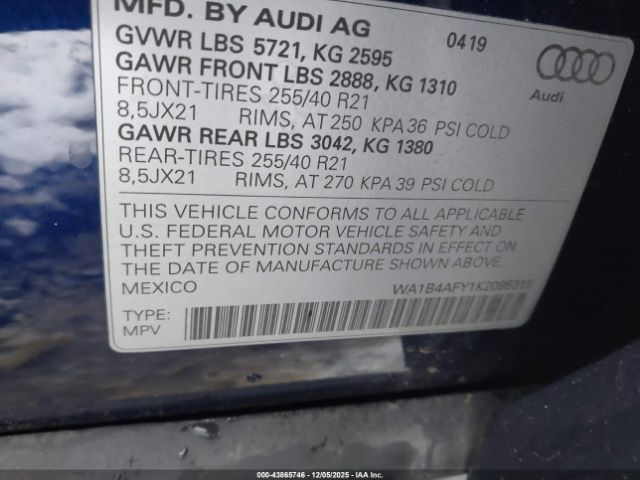 MFD. BY AUDI AG
0419
GVWR LBS 5721, KG 2595
GAWR FRONT LBS 2888, KG 1310
FRONT-TIRES 255/40 R21
8,5JX21 RIMS, AT 250 KPA 36 PSI COLD
GAWR REAR LBS 3042, KG 1380
REAR-TIRES 255/40 R21
8,5JX21 RIMS, AT 270 KPA 39 PSI COLD
Audi
THIS VEHICLE CONFORMS TO ALL APPLICABLE
U.S. FEDERAL MOTOR VEHICLE SAFETY AND
THEFT PREVENTION STANDARDS IN EFFECT ON
THE DATE OF MANUFACTURE SHOWN ABOVE.
MEXICO
WA1B4AFY1K2095315
TYPE:
MPV
000-43865746 - 12/05/2025 - IAA Inc.